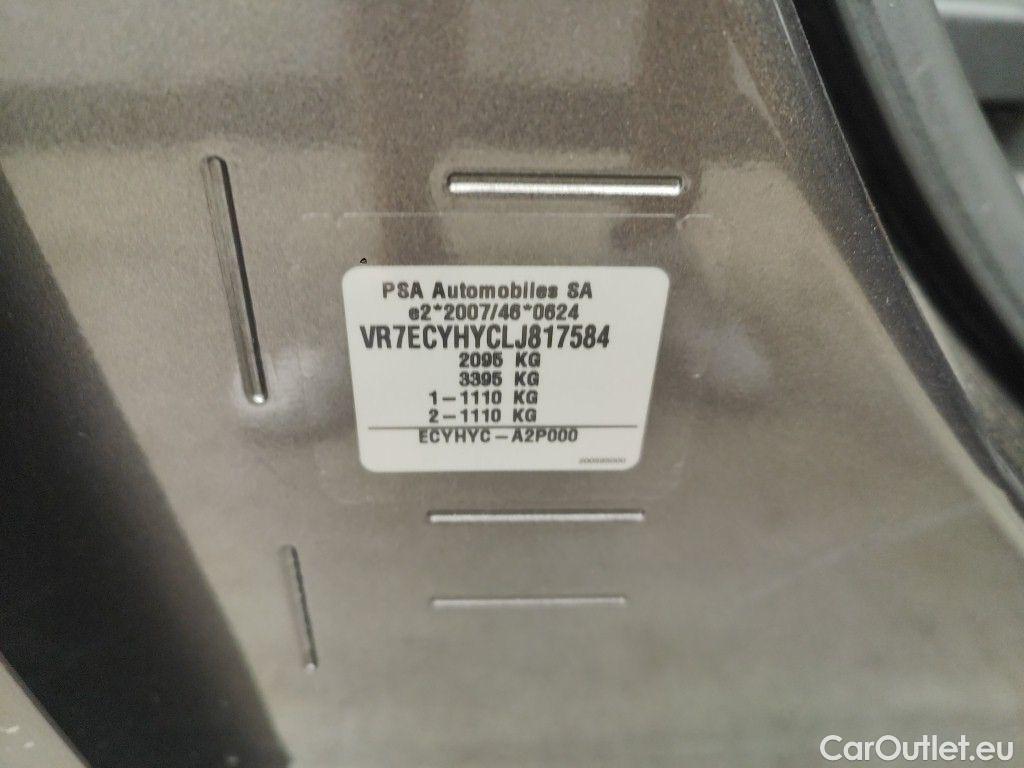 PSA Automobiles SA
e2*2007/46*0624
VR7ECYHYCLJ817584
2095 KG
3395 KG
1-1110 KG
2-1110 KG
ECYHYC-A2P000
CarOutlet.eu